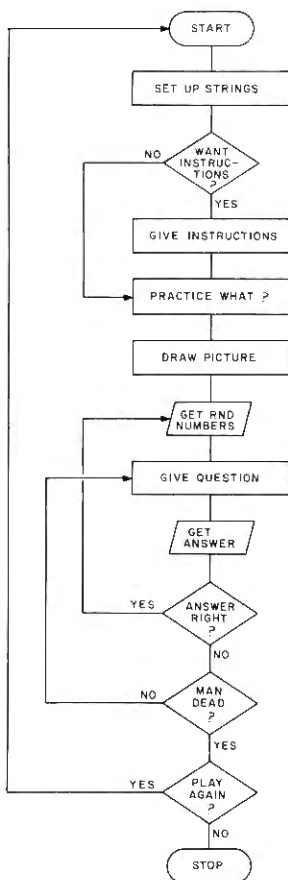 START
SET UP STRINGS
WANT
INSTRUC-
TIONS
?
NO
YES
GIVE INSTRUCTIONS
PRACTICE WHAT ?
DRAW PICTURE
GET RND
NUMBERS
GIVE QUESTION
GET
ANSWER
YES
ANSWER
RIGHT
?
NO
NO
MAN
DEAD
?
YES
YES
PLAY
AGAIN
?
NO
STOP